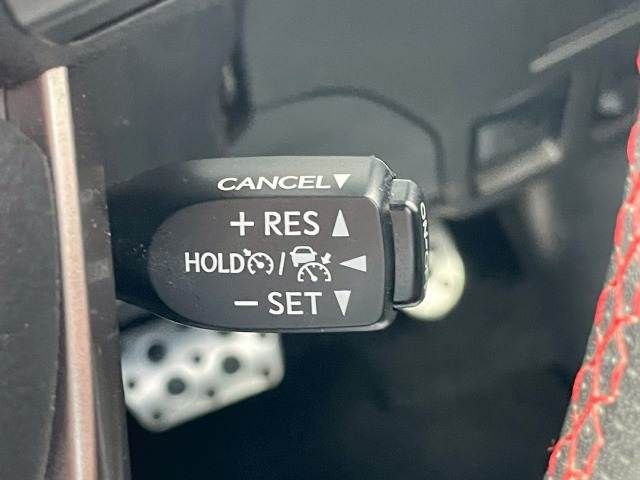 CANCEL▼
+ RES ▲
HOLD / ◄
− SET ▼